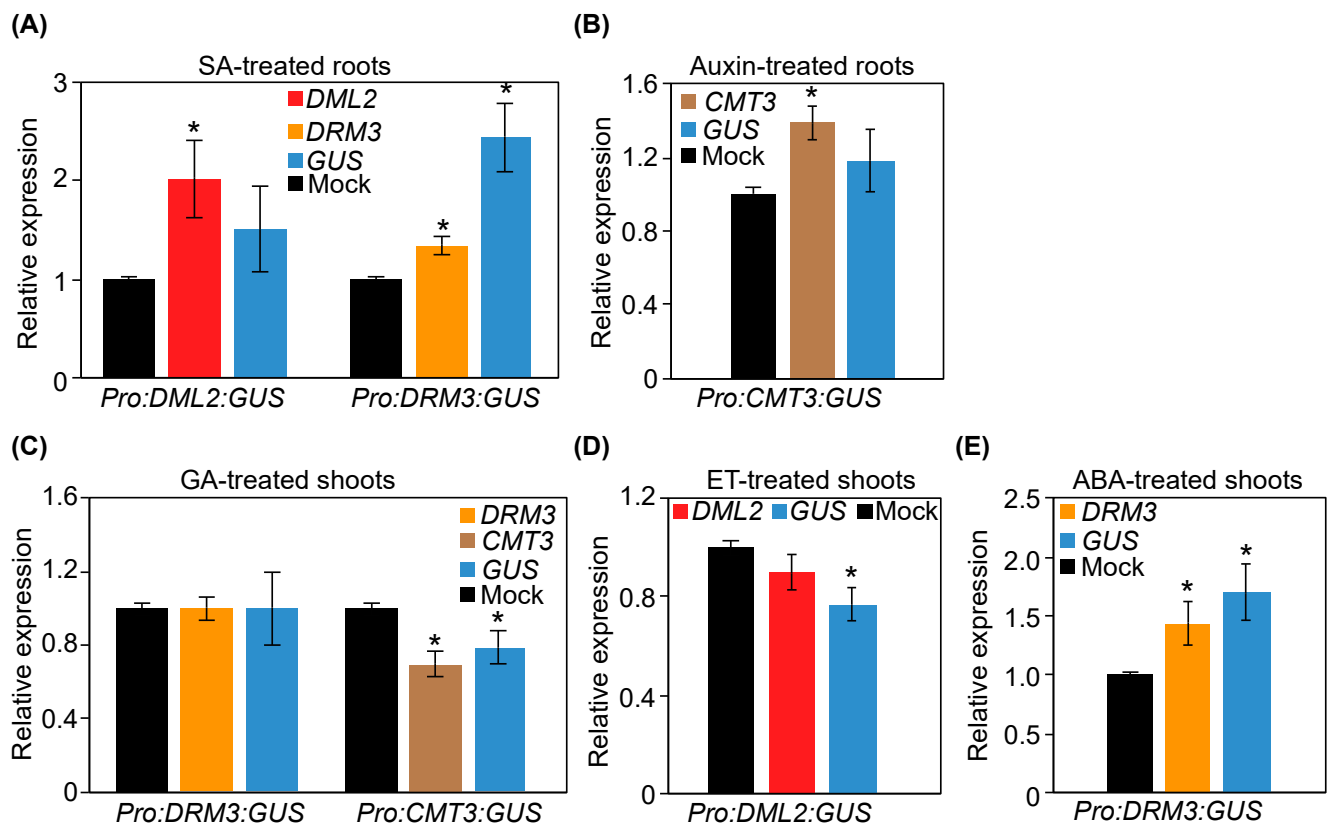 (A)
SA-treated roots
Relative expression
3
2
1
0
DML2
DRM3
GUS
Mock
*
*
*
Pro:DML2:GUS Pro:DRM3:GUS
(B)
Auxin-treated roots
Relative expression
1.6
1.2
0.8
0.4
0
CMT3
GUS
Mock
*
Pro:CMT3:GUS
(C)
GA-treated shoots
Relative expression
1.6
1.2
0.8
0.4
0
DRM3
CMT3
GUS
Mock
*
*
Pro:DRM3:GUS Pro:CMT3:GUS
(D)
ET-treated shoots
Relative expression
1.2
0.8
0.4
0
DML2 GUS Mock
*
Pro:DML2:GUS
(E)
ABA-treated shoots
Relative expression
2.5
2.0
1.5
1.0
0.5
0
DRM3
GUS
Mock
*
*
Pro:DRM3:GUS